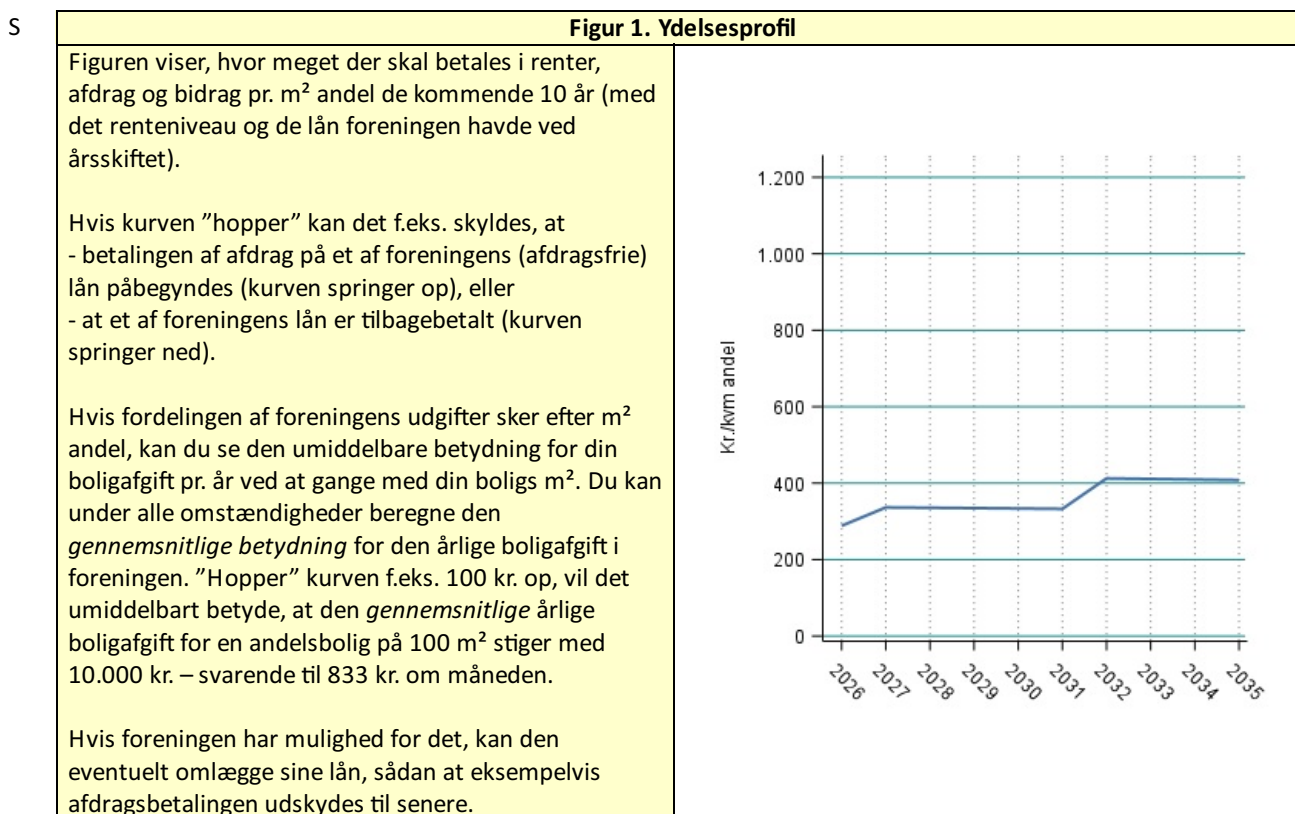 S
Figur 1. Ydelsesprofil
Figuren viser, hvor meget der skal betales i renter,
afdrag og bidrag pr. m² andel de kommende 10 år (med
det renteniveau og de lån foreningen havde ved
årsskiftet).
Hvis kurven ”hopper” kan det f.eks. skyldes, at
- betalingen af afdrag på et af foreningens (afdragsfrie)
lån påbegyndes (kurven springer op), eller
- at et af foreningens lån er tilbagebetalt (kurven
springer ned).
Hvis fordelingen af foreningens udgifter sker efter m²
andel, kan du se den umiddelbare betydning for din
boligafgift pr. år ved at gange med din boligs m². Du kan
under alle omstændigheder beregne den
gennemsnitlige betydning for den årlige boligafgift i
foreningen. ”Hopper” kurven f.eks. 100 kr. op, vil det
umiddelbart betyde, at den gennemsnitlige årlige
boligafgift for en andelsbolig på 100 m² stiger med
10.000 kr. – svarende til 833 kr. om måneden.
Hvis foreningen har mulighed for det, kan den
eventuelt omlægge sine lån, sådan at eksempelvis
afdragsbetalingen udskydes til senere.
Kr./kvm andel
1.200
1.000
800
600
400
200
0
2026
2027
2028
2029
2030
2031
2032
2033
2034
2035